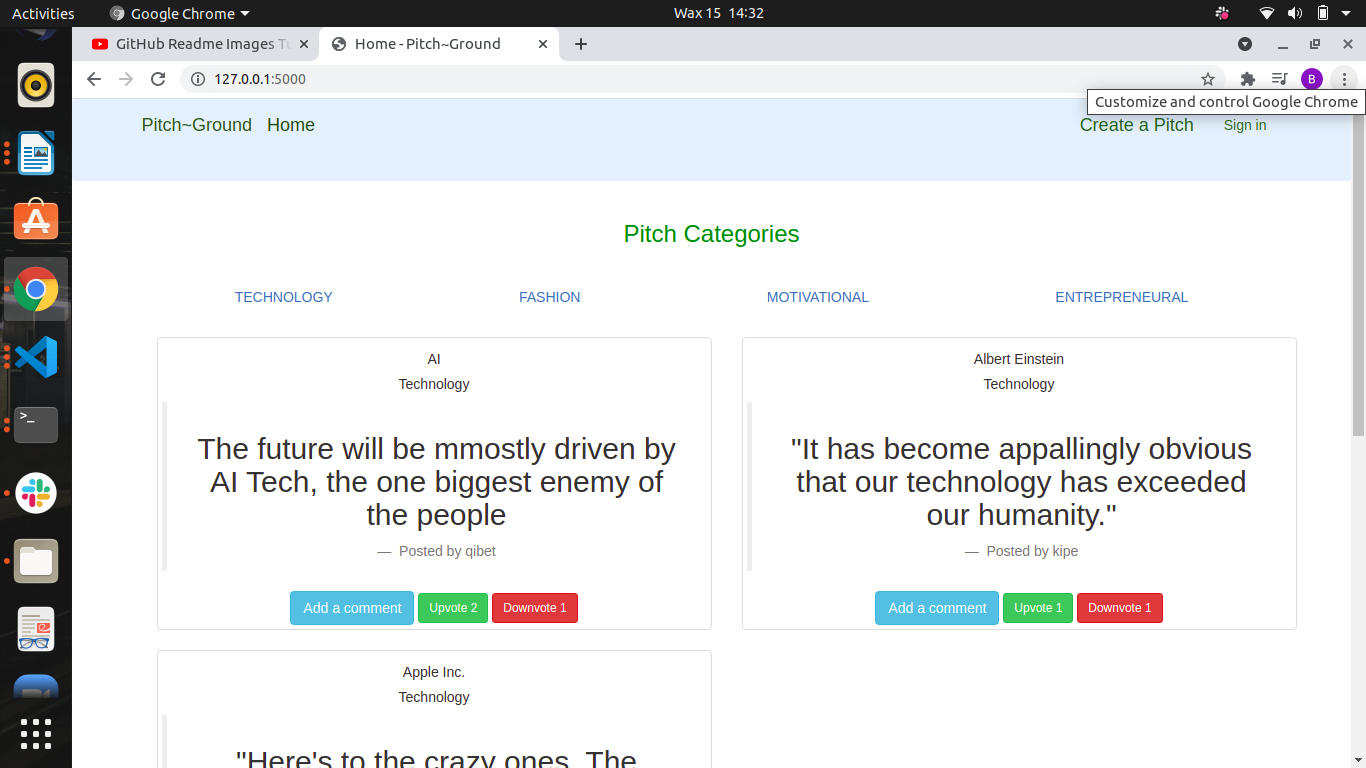 Activities Google Chrome Wax 15 14:32
GitHub Readme Images Tu Home - Pitch~Ground
127.0.0.1:5000 B
Customize and control Google Chrome
Pitch~Ground Home Create a Pitch Sign in
Pitch Categories
TECHNOLOGY FASHION MOTIVATIONAL ENTREPRENEURAL
AI
Technology
The future will be mmostly driven by
AI Tech, the one biggest enemy of
the people
— Posted by qibet
Add a comment Upvote 2 Downvote 1
Albert Einstein
Technology
"It has become appallingly obvious
that our technology has exceeded
our humanity."
— Posted by kipe
Add a comment Upvote 1 Downvote 1
Apple Inc.
Technology
"Here's to the crazy ones. The